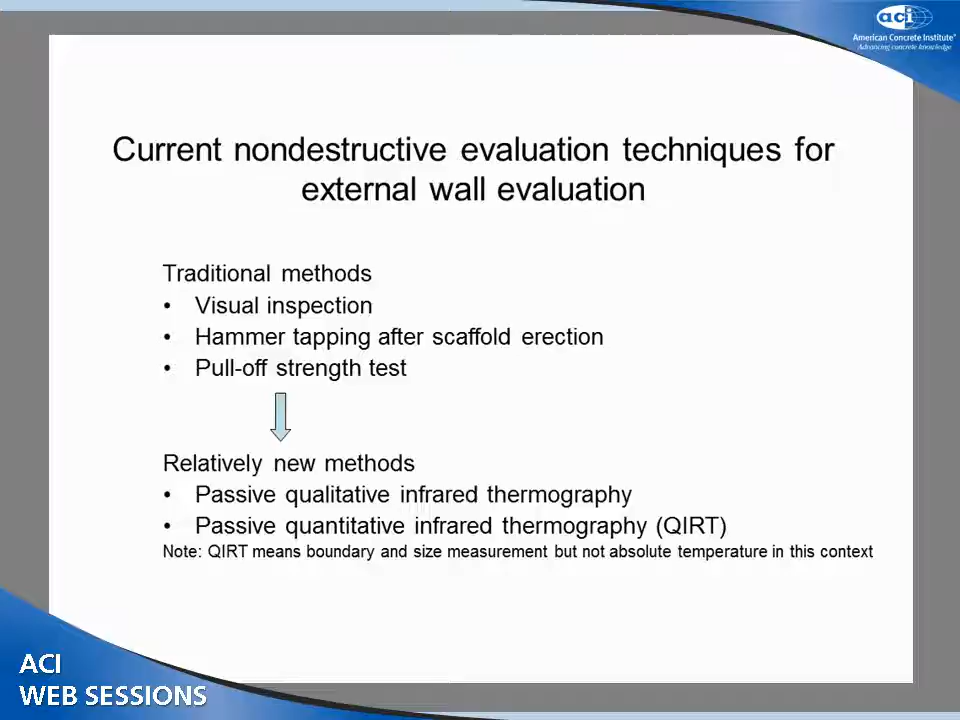 aci
American Concrete Institute®
Advancing concrete knowledge
Current nondestructive evaluation techniques for
external wall evaluation
Traditional methods
• Visual inspection
• Hammer tapping after scaffold erection
• Pull-off strength test
Relatively new methods
• Passive qualitative infrared thermography
• Passive quantitative infrared thermography (QIRT)
Note: QIRT means boundary and size measurement but not absolute temperature in this context
ACI
WEB SESSIONS